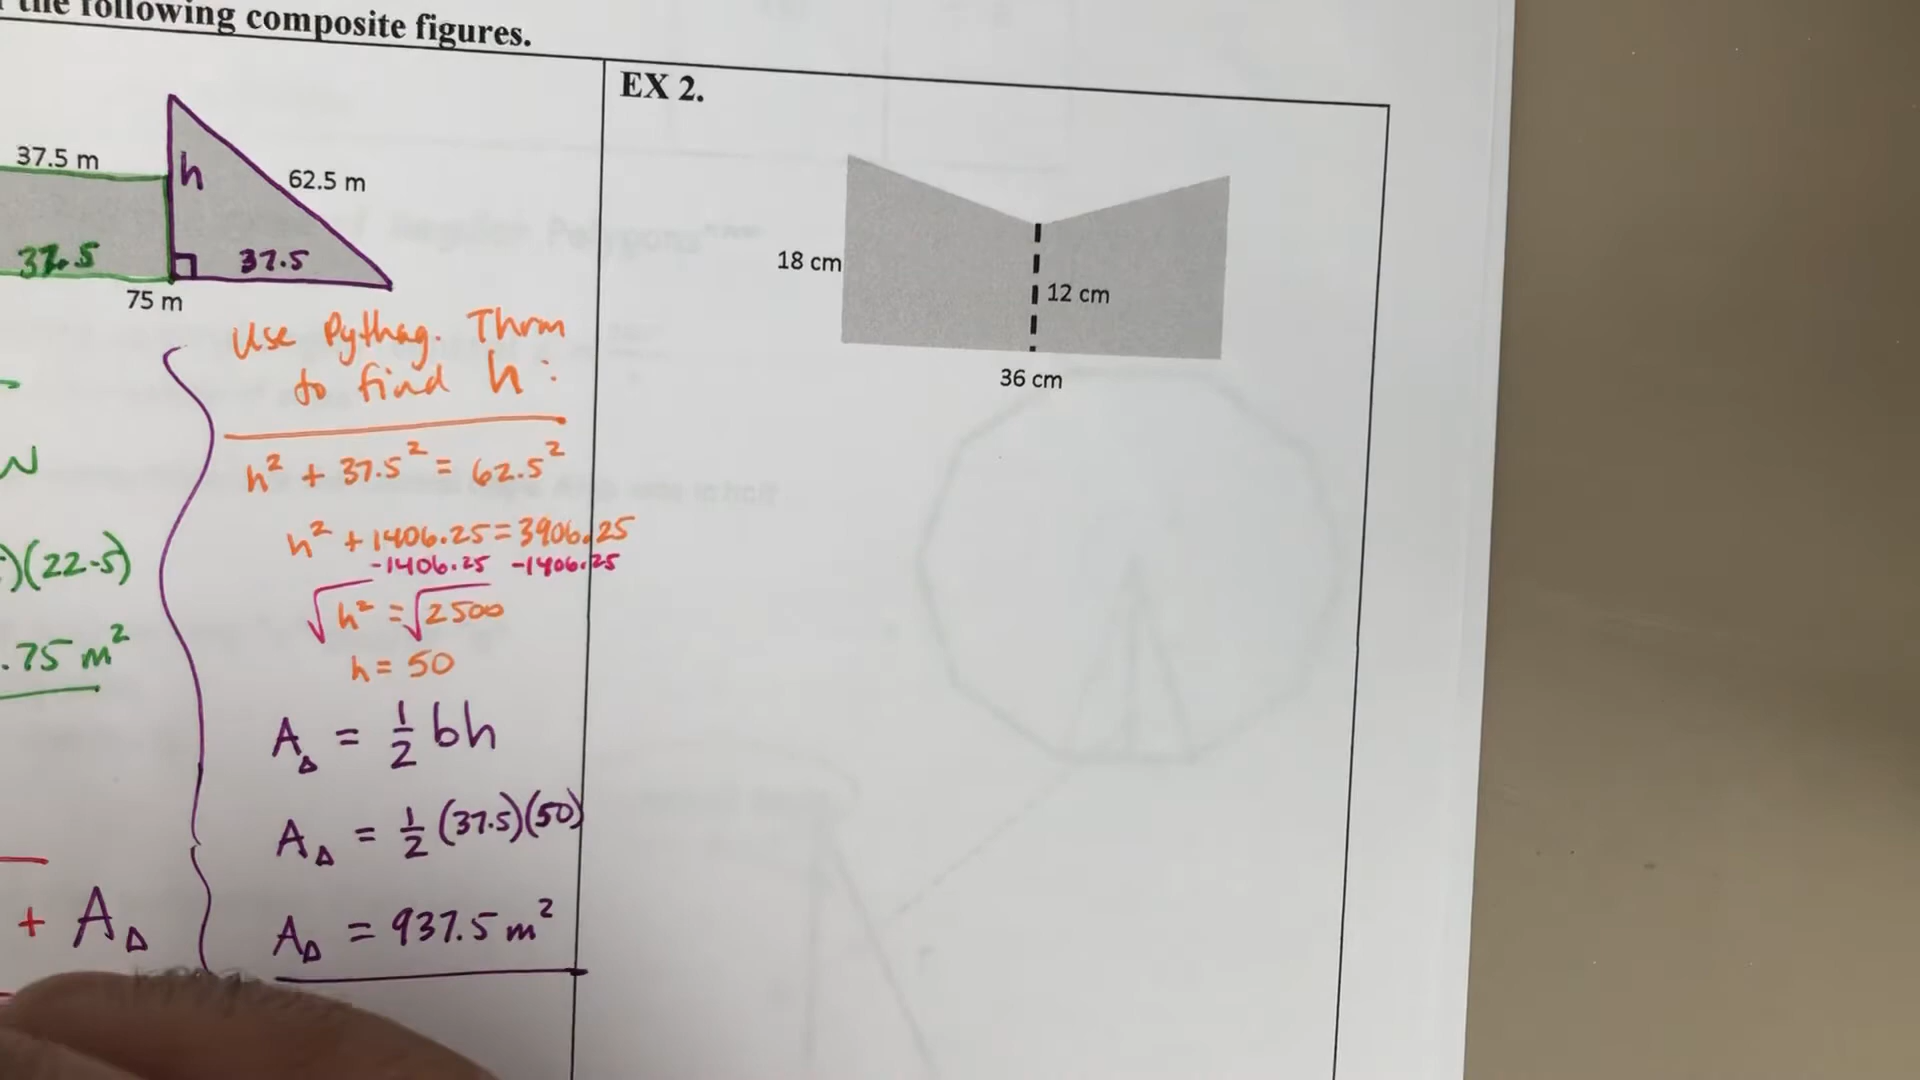 the following composite figures.
EX 2.
37.5 m
h
62.5 m
37.5
37.5
75 m
Use Pythag. Thrm
to find h:
h² + 37.5² = 62.5²
h² + 1406.25 = 3906.25
-1406.25 -1406.25
√h² = √2500
h = 50
A△ = 1/2 bh
A△ = 1/2 (37.5)(50)
A△ = 937.5 m²
)(22.5)
.75 m²
+ A△
18 cm
12 cm
36 cm